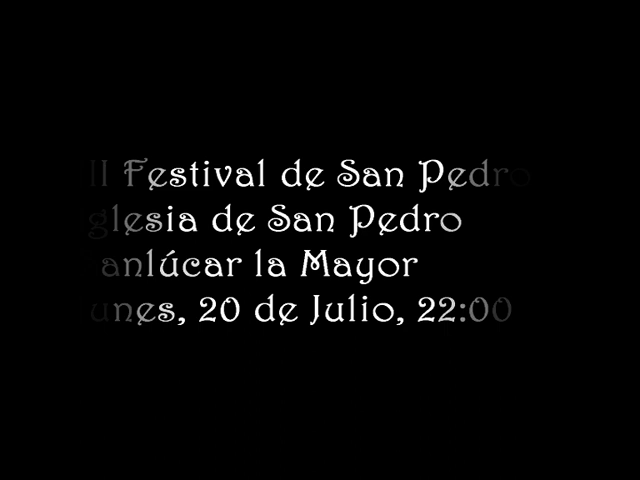 II Festival de San Pedro
glesia de San Pedro
anlúcar la Mayor
unes, 20 de Julio, 22:00